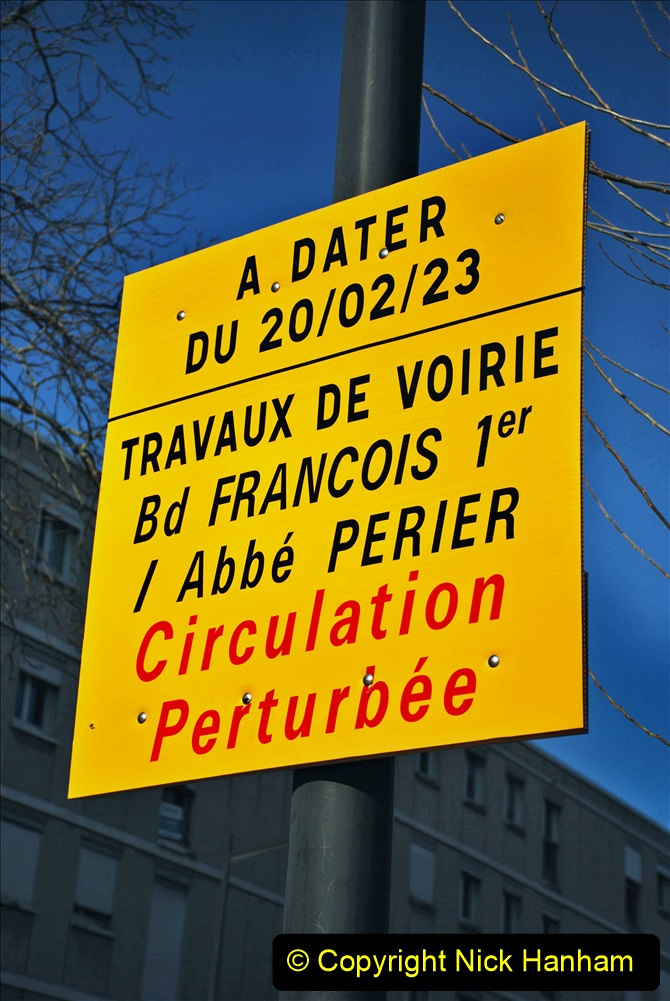 A. DATER
DU 20/02/23
TRAVAUX DE VOIRIE
Bd FRANCOIS 1er
/ Abbé PERIER
Circulation
Perturbée
© Copyright Nick Hanham